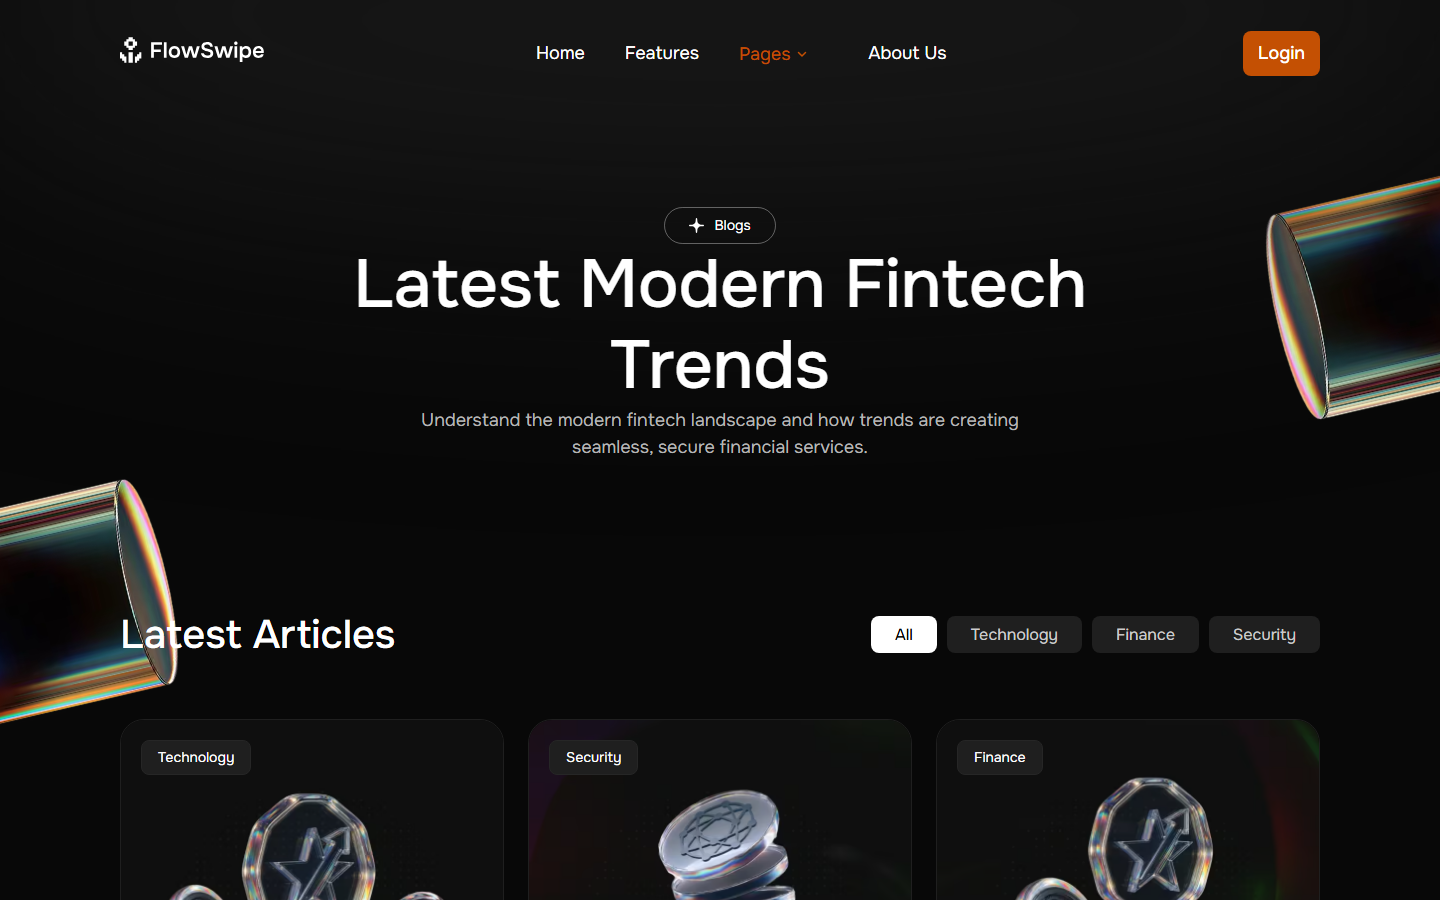 FlowSwipe
Home
Features
Pages
About Us
Login
Blogs
Latest Modern Fintech
Trends
Understand the modern fintech landscape and how trends are creating
seamless, secure financial services.
Latest Articles
All
Technology
Finance
Security
Technology
Security
Finance